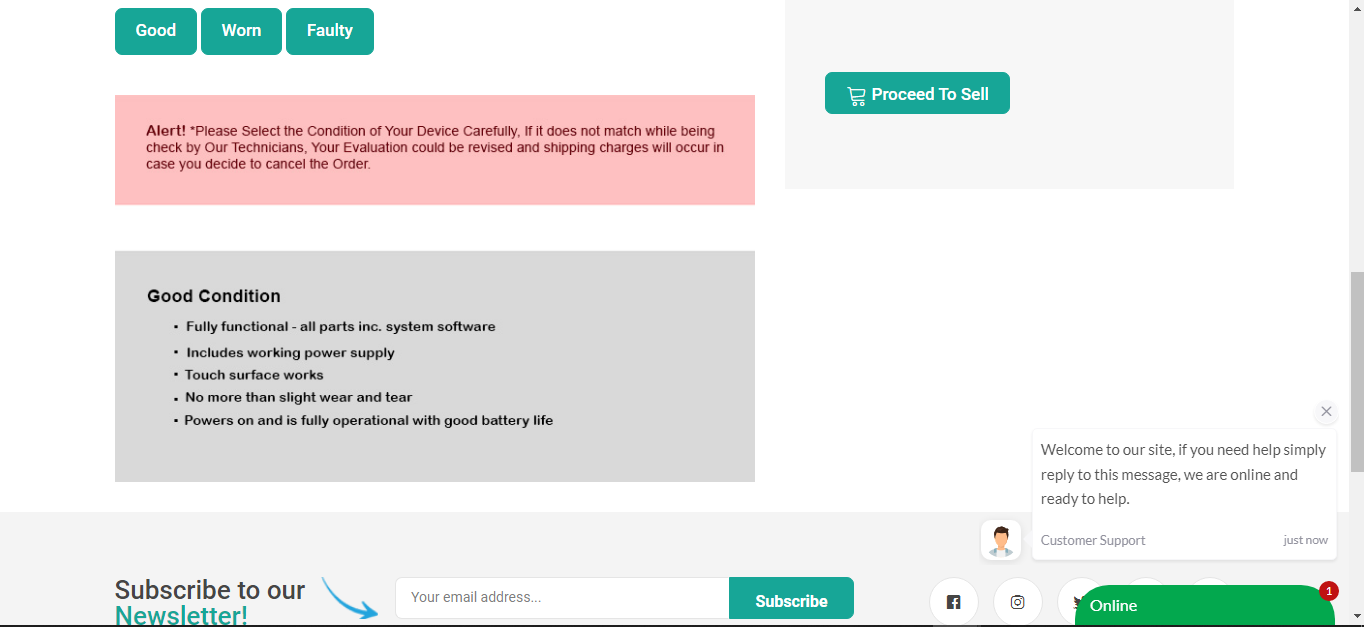 Good Worn Faulty
Proceed To Sell
Alert! *Please Select the Condition of Your Device Carefully, If it does not match while being
check by Our Technicians, Your Evaluation could be revised and shipping charges will occur in
case you decide to cancel the Order.
Good Condition
• Fully functional - all parts inc. system software
• Includes working power supply
• Touch surface works
• No more than slight wear and tear
• Powers on and is fully operational with good battery life
Welcome to our site, if you need help simply
reply to this message, we are online and
ready to help.
Customer Support just now
Subscribe to our
Newsletter!
Your email address...
Subscribe
Online
1